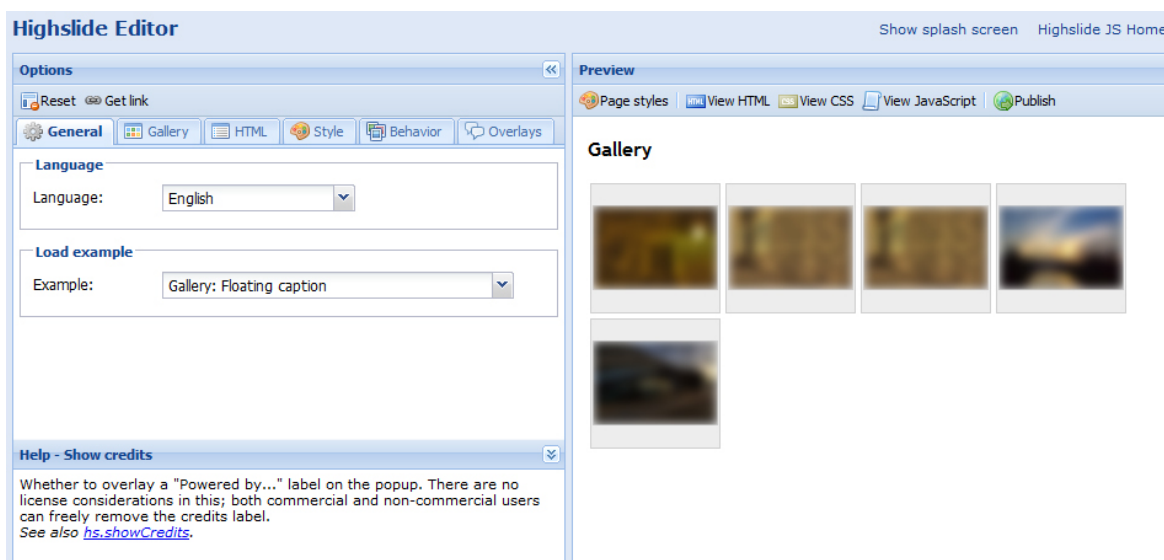 Highslide Editor
Show splash screen Highslide JS Home
Options
Reset Get link
General Gallery HTML Style Behavior Overlays
Language
Language: English
Load example
Example: Gallery: Floating caption
Help - Show credits
Whether to overlay a "Powered by..." label on the popup. There are no
license considerations in this; both commercial and non-commercial users
can freely remove the credits label.
See also hs.showCredits.
Preview
Page styles View HTML View CSS View JavaScript Publish
Gallery